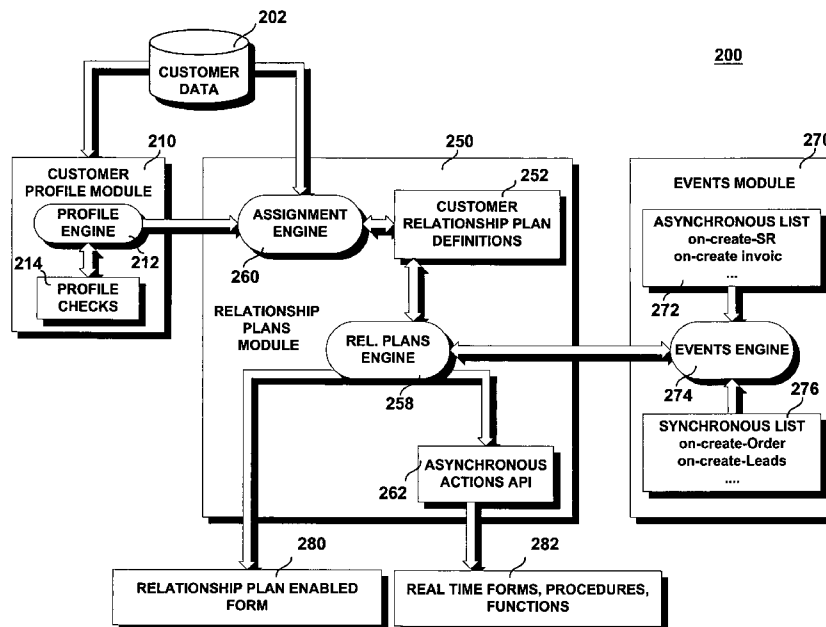 202
CUSTOMER
DATA
200
210
CUSTOMER
PROFILE MODULE
PROFILE
ENGINE
212
214
PROFILE
CHECKS
250
ASSIGNMENT
ENGINE
260
252
CUSTOMER
RELATIONSHIP PLAN
DEFINITIONS
RELATIONSHIP
PLANS
MODULE
REL. PLANS
ENGINE
258
ASYNCHRONOUS
ACTIONS API
262
270
EVENTS MODULE
ASYNCHRONOUS LIST
on-create-SR
on-create invoic
...
272
EVENTS ENGINE
274
276
SYNCHRONOUS LIST
on-create-Order
on-create-Leads
....
280
RELATIONSHIP PLAN ENABLED
FORM
282
REAL TIME FORMS, PROCEDURES,
FUNCTIONS